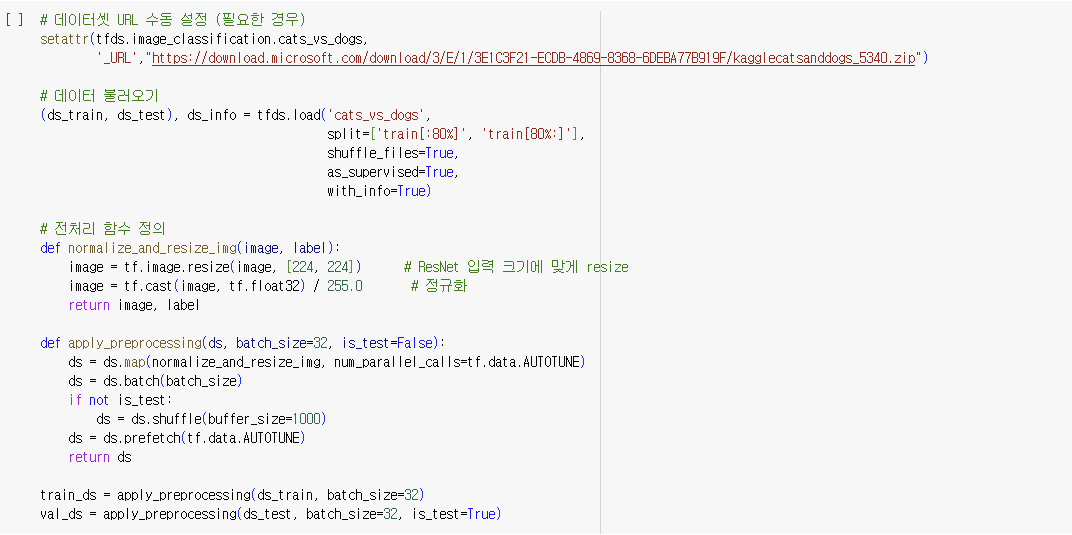 [ ] # 데이터셋 URL 수동 설정 (필요한 경우)
setattr(tfds.image_classification.cats_vs_dogs,
        '_URL',"https://download.microsoft.com/download/3/E/1/3E1C3F21-ECDB-4869-8368-6DEBA77B919F/kagglecatsanddogs_5340.zip")
# 데이터 불러오기
(ds_train, ds_test), ds_info = tfds.load('cats_vs_dogs',
                                         split=['train[:80%]', 'train[80%:]'],
                                         shuffle_files=True,
                                         as_supervised=True,
                                         with_info=True)
# 전처리 함수 정의
def normalize_and_resize_img(image, label):
    image = tf.image.resize(image, [224, 224])      # ResNet 입력 크기에 맞게 resize
    image = tf.cast(image, tf.float32) / 255.0       # 정규화
    return image, label
def apply_preprocessing(ds, batch_size=32, is_test=False):
    ds = ds.map(normalize_and_resize_img, num_parallel_calls=tf.data.AUTOTUNE)
    ds = ds.batch(batch_size)
    if not is_test:
        ds = ds.shuffle(buffer_size=1000)
    ds = ds.prefetch(tf.data.AUTOTUNE)
    return ds
train_ds = apply_preprocessing(ds_train, batch_size=32)
val_ds = apply_preprocessing(ds_test, batch_size=32, is_test=True)